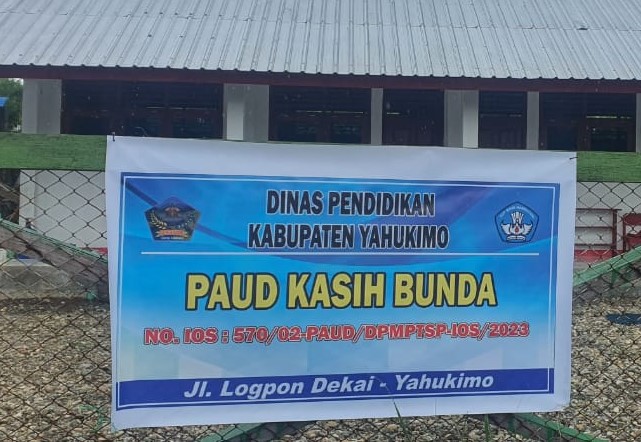 DINAS PENDIDIKAN
KABUPATEN YAHUKIMO
PAUD KASIH BUNDA
NO. IOS : 570/02-PAUD/DPMPTSP-IOS/2023
Jl. Logpon Dekai - Yahukimo